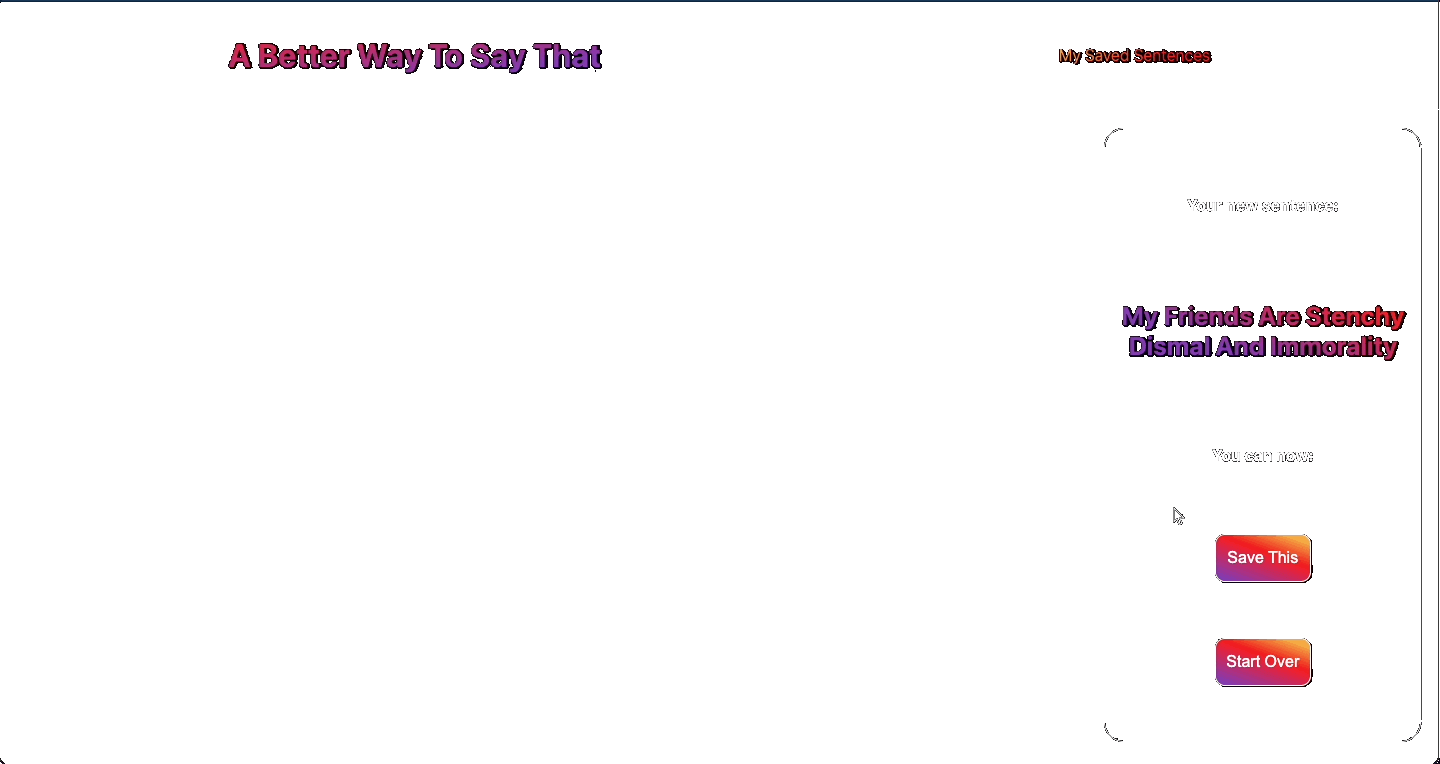 A Better Way To Say That
My Saved Sentences
Your new sentence:
My Friends Are Stenchy
Dismal And Immorality
You can now:
Save This
Start Over